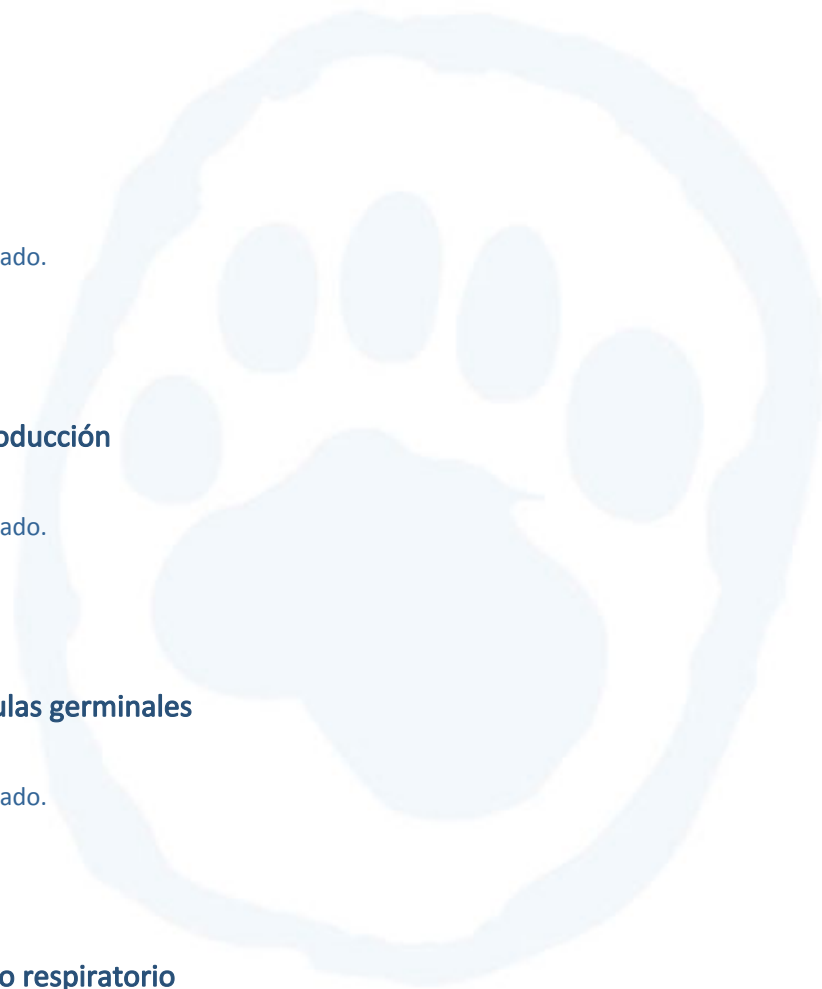 ado.
oducción
ado.
ulas germinales
ado.
o respiratorio